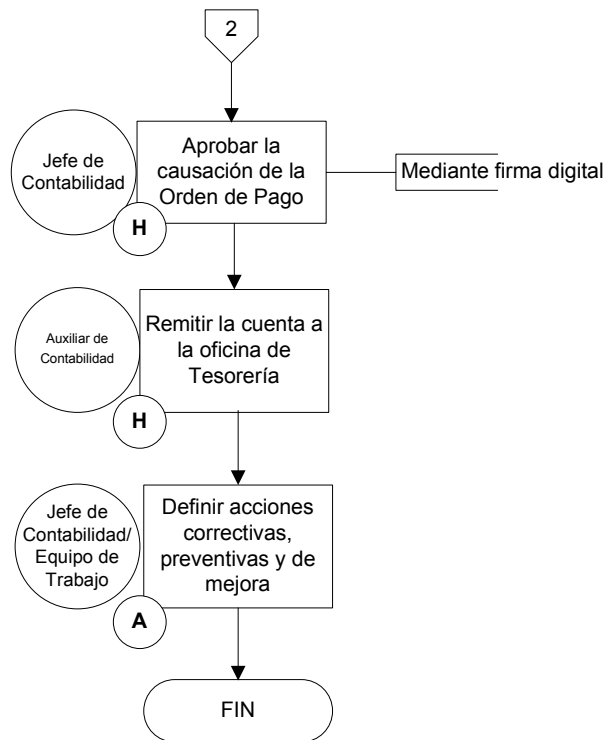 2
Jefe de
Contabilidad
H
Aprobar la
causación de la
Orden de Pago
Mediante firma digital
Auxiliar de
Contabilidad
H
Remitir la cuenta a
la oficina de
Tesorería
Jefe de
Contabilidad/
Equipo de
Trabajo
A
Definir acciones
correctivas,
preventivas y de
mejora
FIN